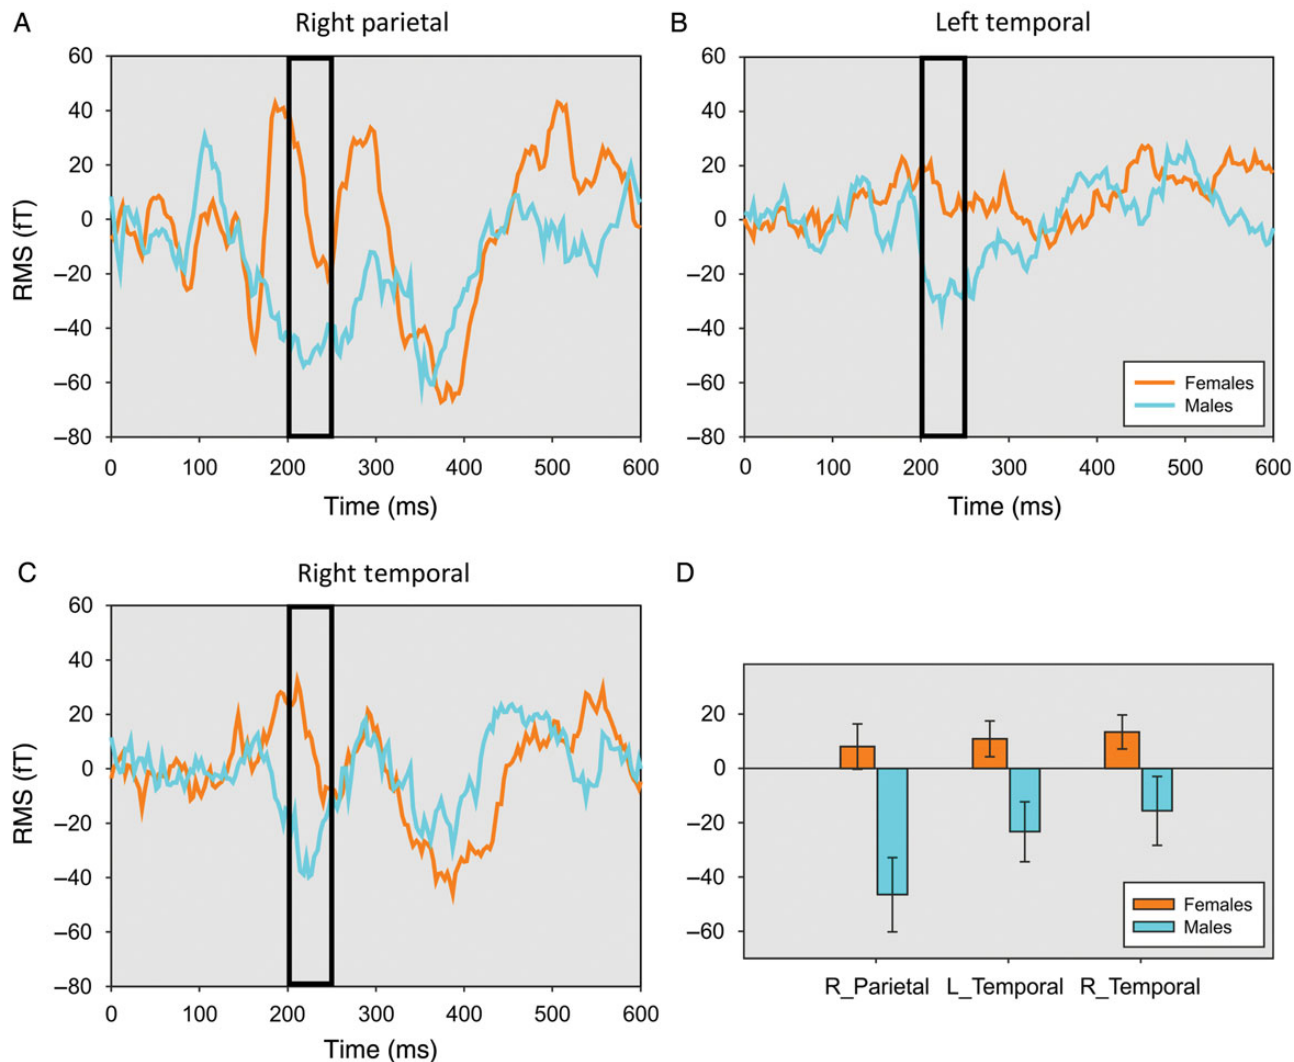 A
Right parietal
60
40
20
0
–20
–40
–60
–80
RMS (fT)
0 100 200 300 400 500 600
Time (ms)
B
Left temporal
60
40
20
0
–20
–40
–60
–80
Females
Males
0 100 200 300 400 500 600
Time (ms)
C
Right temporal
60
40
20
0
–20
–40
–60
–80
RMS (fT)
0 100 200 300 400 500 600
Time (ms)
D
20
0
–20
–40
–60
Females
Males
R_Parietal L_Temporal R_Temporal